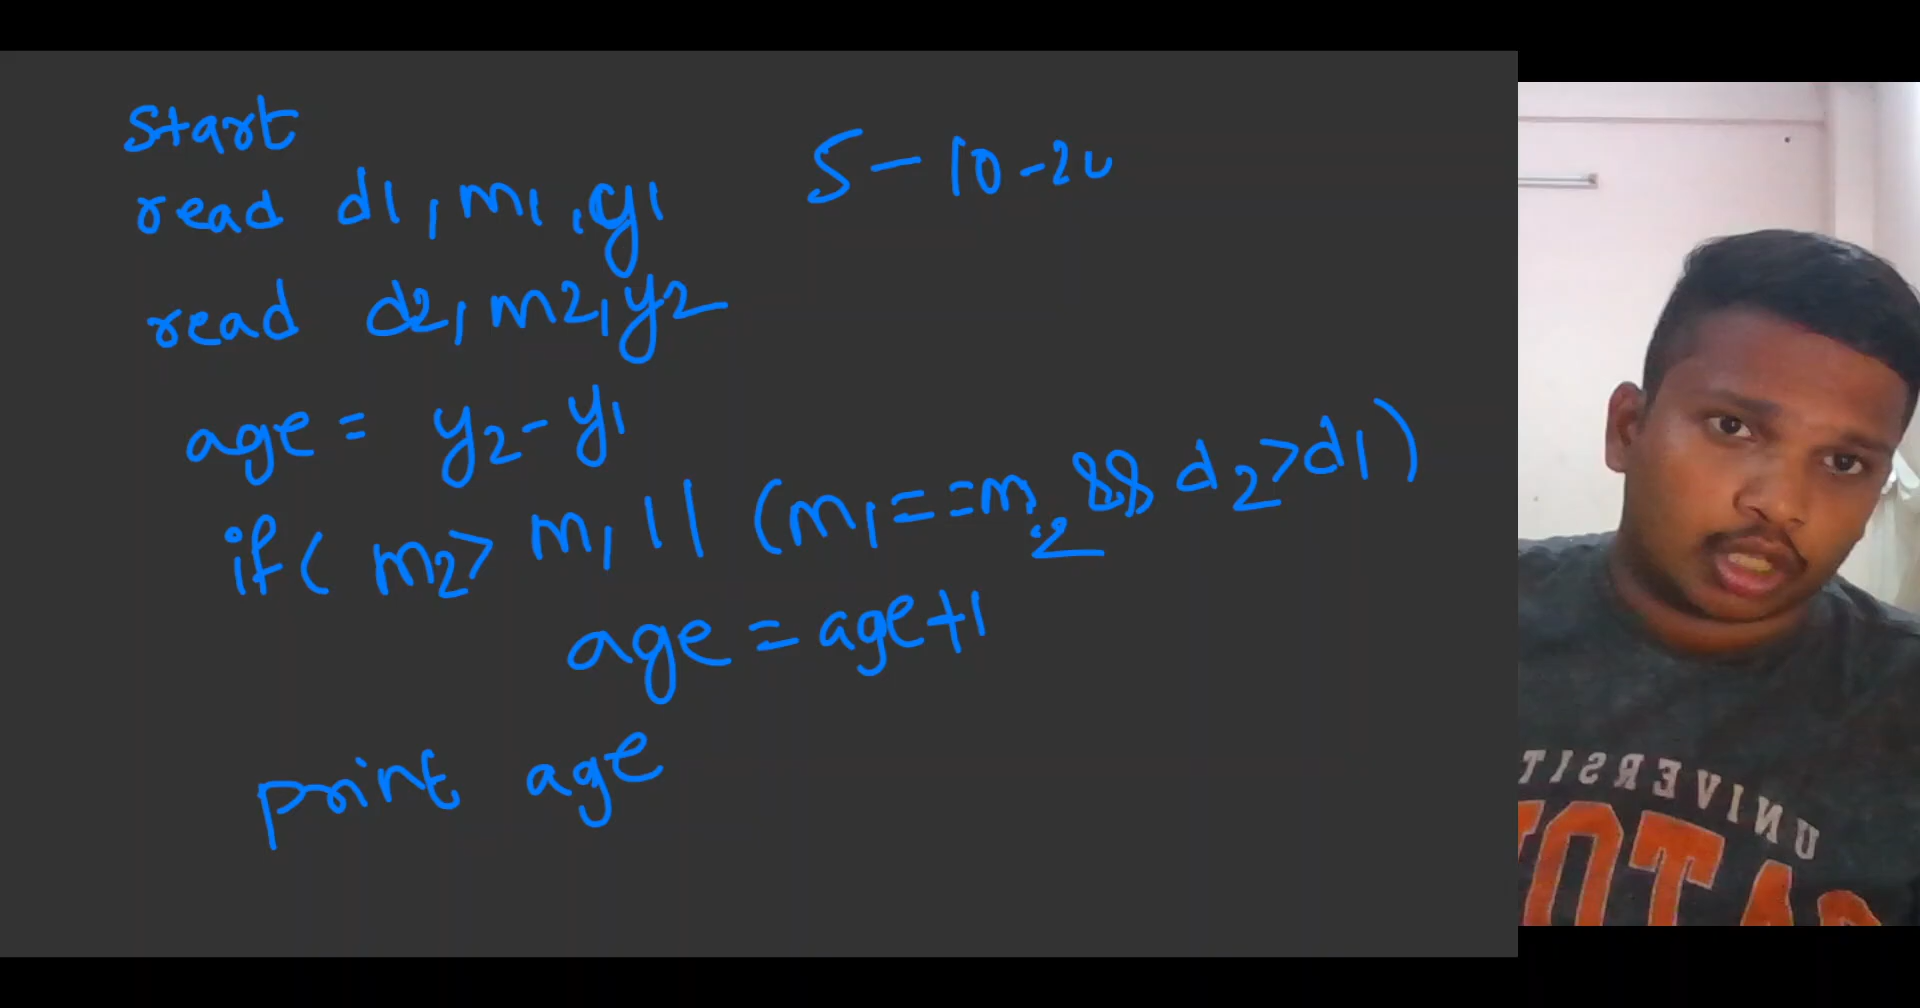 Start
read d1, m1, y1
5-10-20
read d2, m2, y2
age = y2-y1
if( m2> m1 || (m1==m2 && d2>d1)
age = age+1
print age
UNIVERSIT